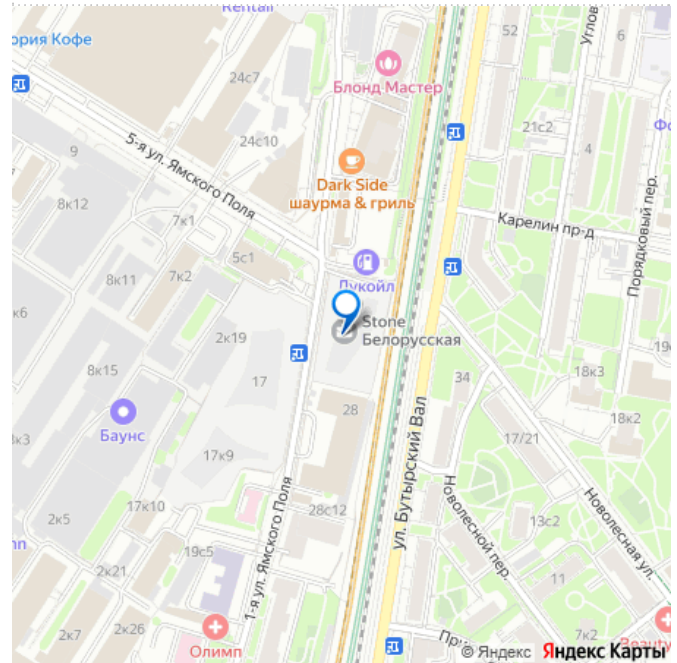 Rentall
ория Кофе
24с7
Блонд Мастер
52
Углов
6
21с2
4
24с10
5-я ул. Ямского Поля
9
8к12
7к1
Dark Side
шаурма & гриль
Карелин пр-д
Порядковый пер.
5с1
7к2
8к11
Лукойл
Stone
Белорусская
к6
2к19
8к15
17
34
18к3
19
18к2
Баунс
28
17/21
к3
17к9
ул. Бутырский Вал
Новолесной пер.
Новолесная ул.
17к10
28с12
1-я ул. Ямского Поля
2к5
13с2
19с5
2к21
11
2к7
2к26
Олимп
7к2
Beauty
© Яндекс Яндекс Карты